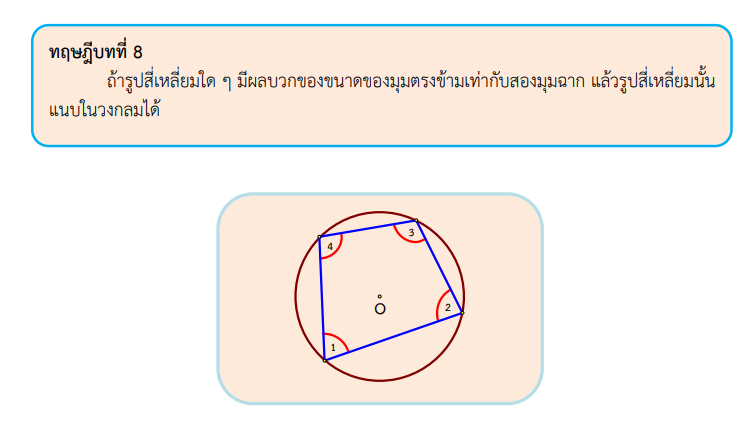 ทฤษฎีบทที่ 8
ถ้ารูปสี่เหลี่ยมใด ๆ มีผลบวกของขนาดของมุมตรงข้ามเท่ากับสองมุมฉาก แล้วรูปสี่เหลี่ยมนั้น
แนบในวงกลมได้
3
4
O
2
1